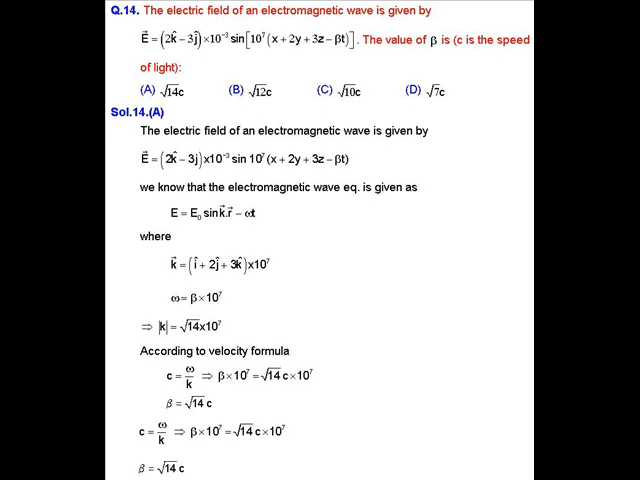 Q.14. The electric field of an electromagnetic wave is given by
E⃗ = (2k̂ − 3ĵ)×10⁻³ sin[10⁷(x + 2y + 3z − βt)]. The value of β is (c is the speed
of light):
(A) √14c (B) √12c (C) √10c (D) √7c
Sol.14.(A)
The electric field of an electromagnetic wave is given by
E⃗ = (2k̂ − 3j)x10⁻³ sin 10⁷(x + 2y + 3z − βt)
we know that the electromagnetic wave eq. is given as
E = E₀ sink⃗.r⃗ − ωt
where
k⃗ = (î + 2ĵ + 3k̂)x10⁷
ω = β × 10⁷
⇒ |k| = √14x10⁷
According to velocity formula
c = ω/k ⇒ β × 10⁷ = √14 c × 10⁷
β = √14 c
c = ω/k ⇒ β × 10⁷ = √14 c × 10⁷
β = √14 c